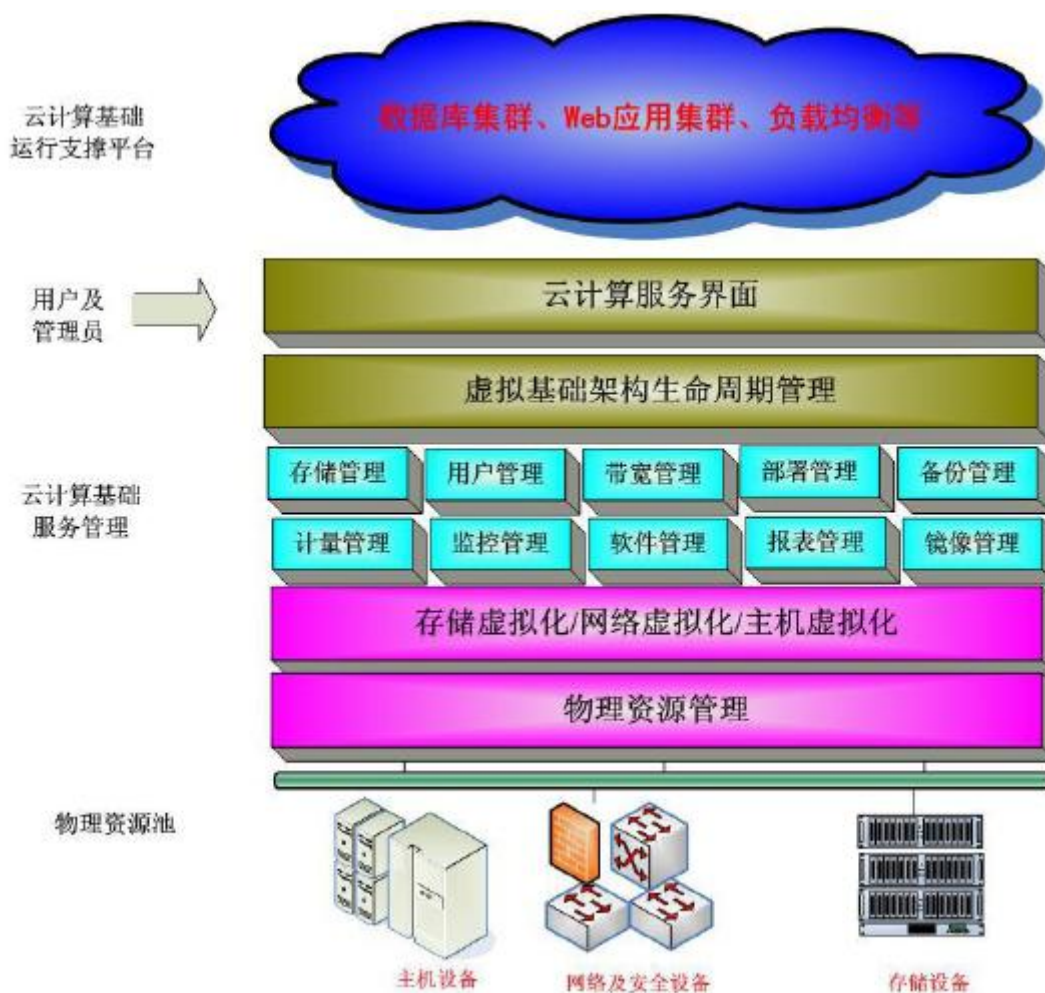 云计算基础
运行支撑平台
数据库集群、Web应用集群、负载均衡等
用户及
管理员
云计算服务界面
虚拟基础架构生命周期管理
云计算基础
服务管理
存储管理
用户管理
带宽管理
部署管理
备份管理
计量管理
监控管理
软件管理
报表管理
镜像管理
存储虚拟化/网络虚拟化/主机虚拟化
物理资源管理
物理资源池
主机设备
网络及安全设备
存储设备